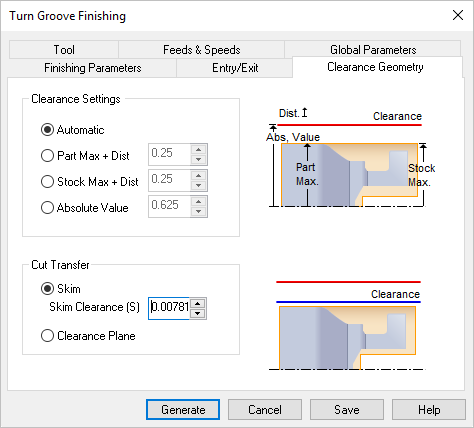 Turn Groove Finishing
Tool
Feeds & Speeds
Global Parameters
Finishing Parameters
Entry/Exit
Clearance Geometry
Clearance Settings
Automatic
Part Max + Dist
0.25
Stock Max + Dist
0.25
Absolute Value
0.625
Dist.
Clearance
Abs, Value
Part
Max.
Stock
Max.
Cut Transfer
Skim
Skim Clearance (S)
0.00781
Clearance Plane
Clearance
Generate
Cancel
Save
Help